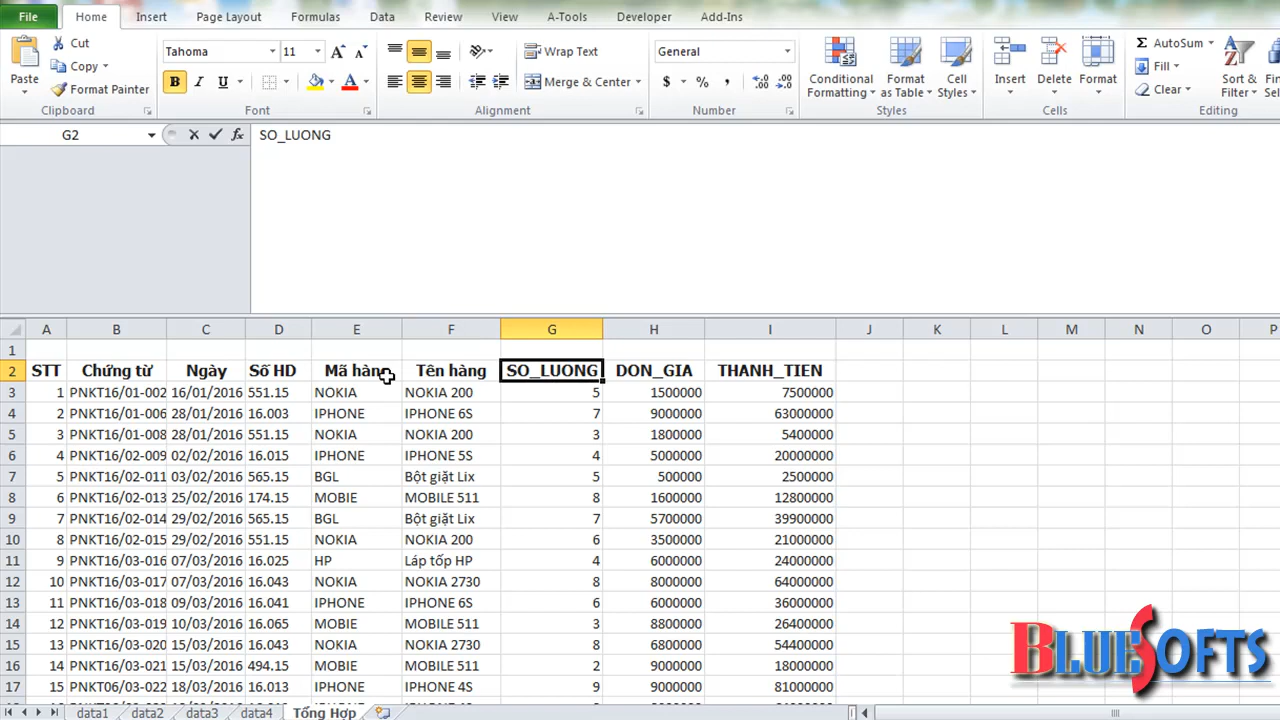 File Home Insert Page Layout Formulas Data Review View A-Tools Developer Add-Ins
Cut Tahoma 11 Wrap Text General AutoSum
Paste Copy B I U Merge & Center $ % , Conditional Formatting Format as Table Cell Styles Insert Delete Format Fill Sort & Filter
Format Painter Clear
Clipboard Font Alignment Number Styles Cells Editing
G2 fx SO_LUONG
A B C D E F G H I J K L M N O P
1
2 STT Chứng từ Ngày Số HD Mã hàng Tên hàng SO_LUONG DON_GIA THANH_TIEN
3 1 PNKT16/01-002 16/01/2016 551.15 NOKIA NOKIA 200 5 1500000 7500000
4 2 PNKT16/01-006 28/01/2016 16.003 IPHONE IPHONE 6S 7 9000000 63000000
5 3 PNKT16/01-008 28/01/2016 551.15 NOKIA NOKIA 200 3 1800000 5400000
6 4 PNKT16/02-009 02/02/2016 16.015 IPHONE IPHONE 5S 4 5000000 20000000
7 5 PNKT16/02-011 03/02/2016 565.15 BGL Bột giặt Lix 5 500000 2500000
8 6 PNKT16/02-013 25/02/2016 174.15 MOBIE MOBILE 511 8 1600000 12800000
9 7 PNKT16/02-014 29/02/2016 565.15 BGL Bột giặt Lix 7 5700000 39900000
10 8 PNKT16/02-015 29/02/2016 551.15 NOKIA NOKIA 200 6 3500000 21000000
11 9 PNKT16/03-016 07/03/2016 16.025 HP Láp tốp HP 4 6000000 24000000
12 10 PNKT16/03-017 07/03/2016 16.043 NOKIA NOKIA 2730 8 8000000 64000000
13 11 PNKT16/03-018 09/03/2016 16.041 IPHONE IPHONE 6S 6 6000000 36000000
14 12 PNKT16/03-019 10/03/2016 16.065 MOBIE MOBILE 511 3 8800000 26400000
15 13 PNKT16/03-020 15/03/2016 16.043 NOKIA NOKIA 2730 8 6800000 54400000
16 14 PNKT16/03-021 15/03/2016 494.15 MOBIE MOBILE 511 2 9000000 18000000
17 15 PNKT06/03-022 18/03/2016 16.013 IPHONE IPHONE 4S 9 9000000 81000000
BLUESOFTS
data1 data2 data3 data4 Tổng Hợp